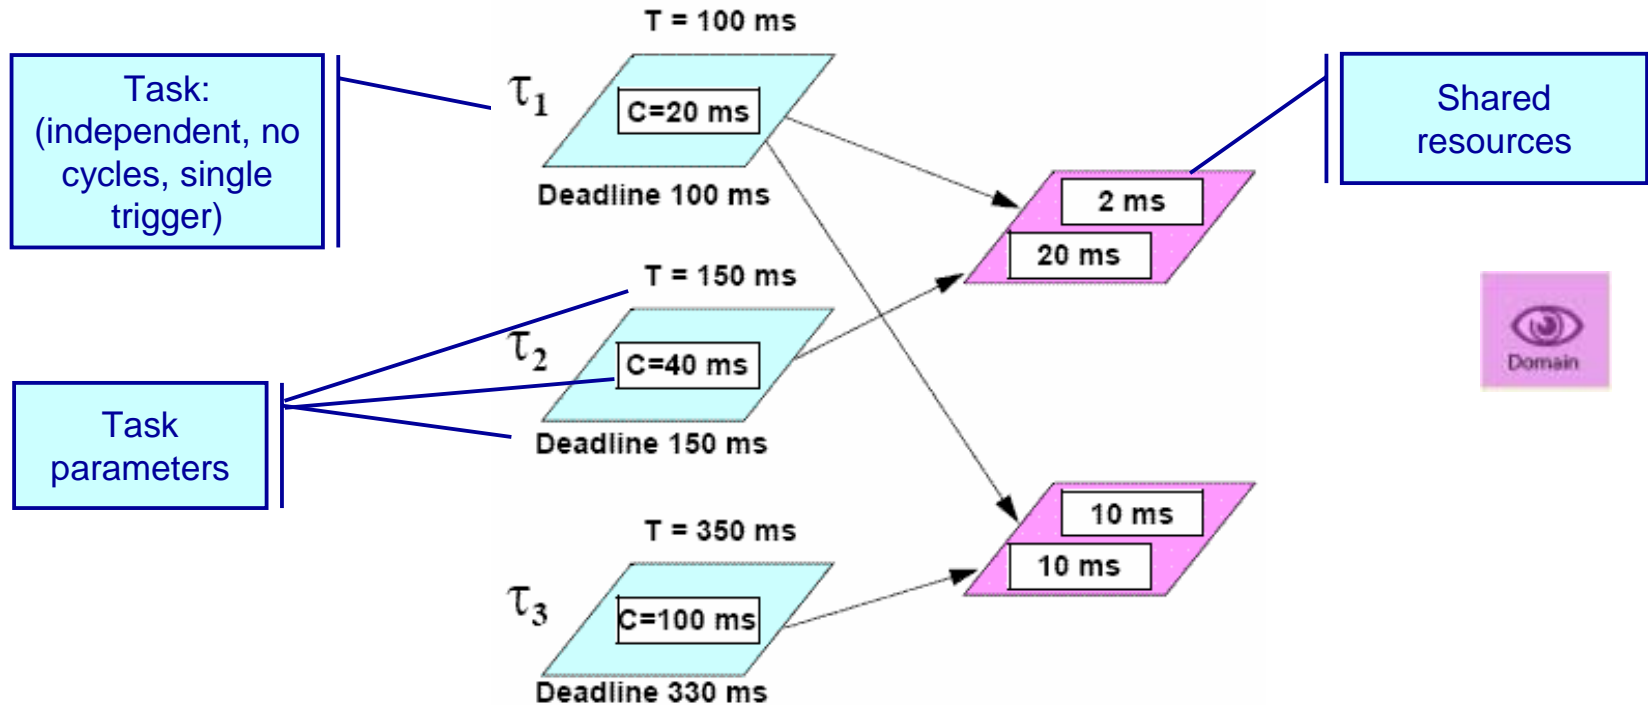 Task:
(independent, no
cycles, single
trigger)
Task
parameters
T = 100 ms
τ1
C=20 ms
Deadline 100 ms
T = 150 ms
τ2
C=40 ms
Deadline 150 ms
T = 350 ms
τ3
C=100 ms
Deadline 330 ms
2 ms
20 ms
10 ms
10 ms
Shared
resources
Domain